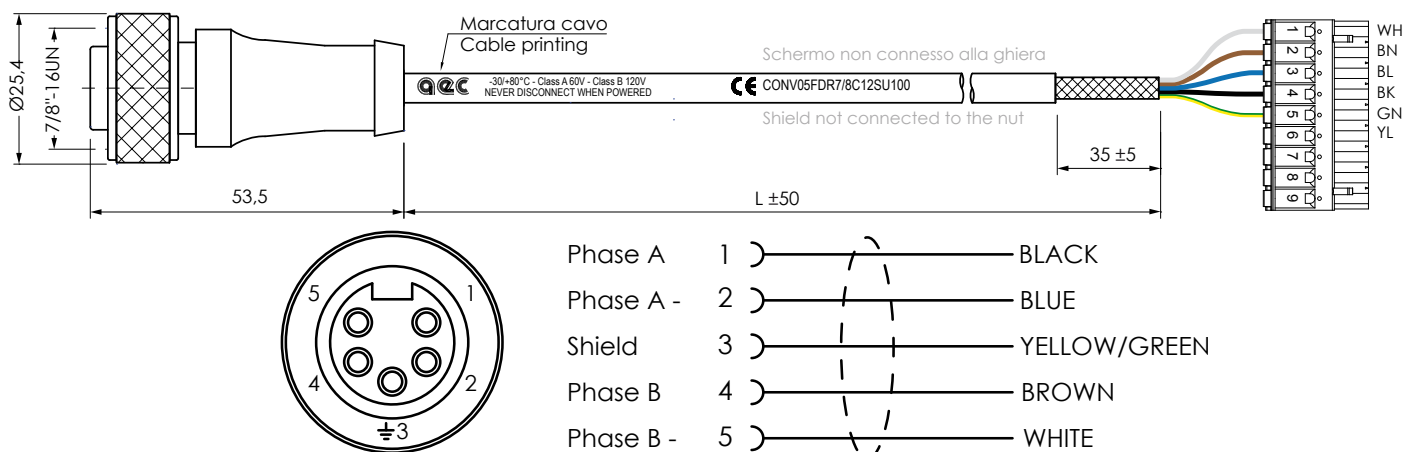 Marcatura cavo
Cable printing
Ø25,4
7/8"-16UN
aec
-30/+80°C - Class A 60V - Class B 120V
NEVER DISCONNECT WHEN POWERED
CE CONV05FDR7/8C12SU100
Schermo non connesso alla ghiera
Shield not connected to the nut
53,5
L ±50
35 ±5
1 WH
2 BN
3 BL
4 BK
5 GN
6 YL
7
8
9
5 1
4 2
3
Phase A 1 BLACK
Phase A - 2 BLUE
Shield 3 YELLOW/GREEN
Phase B 4 BROWN
Phase B - 5 WHITE